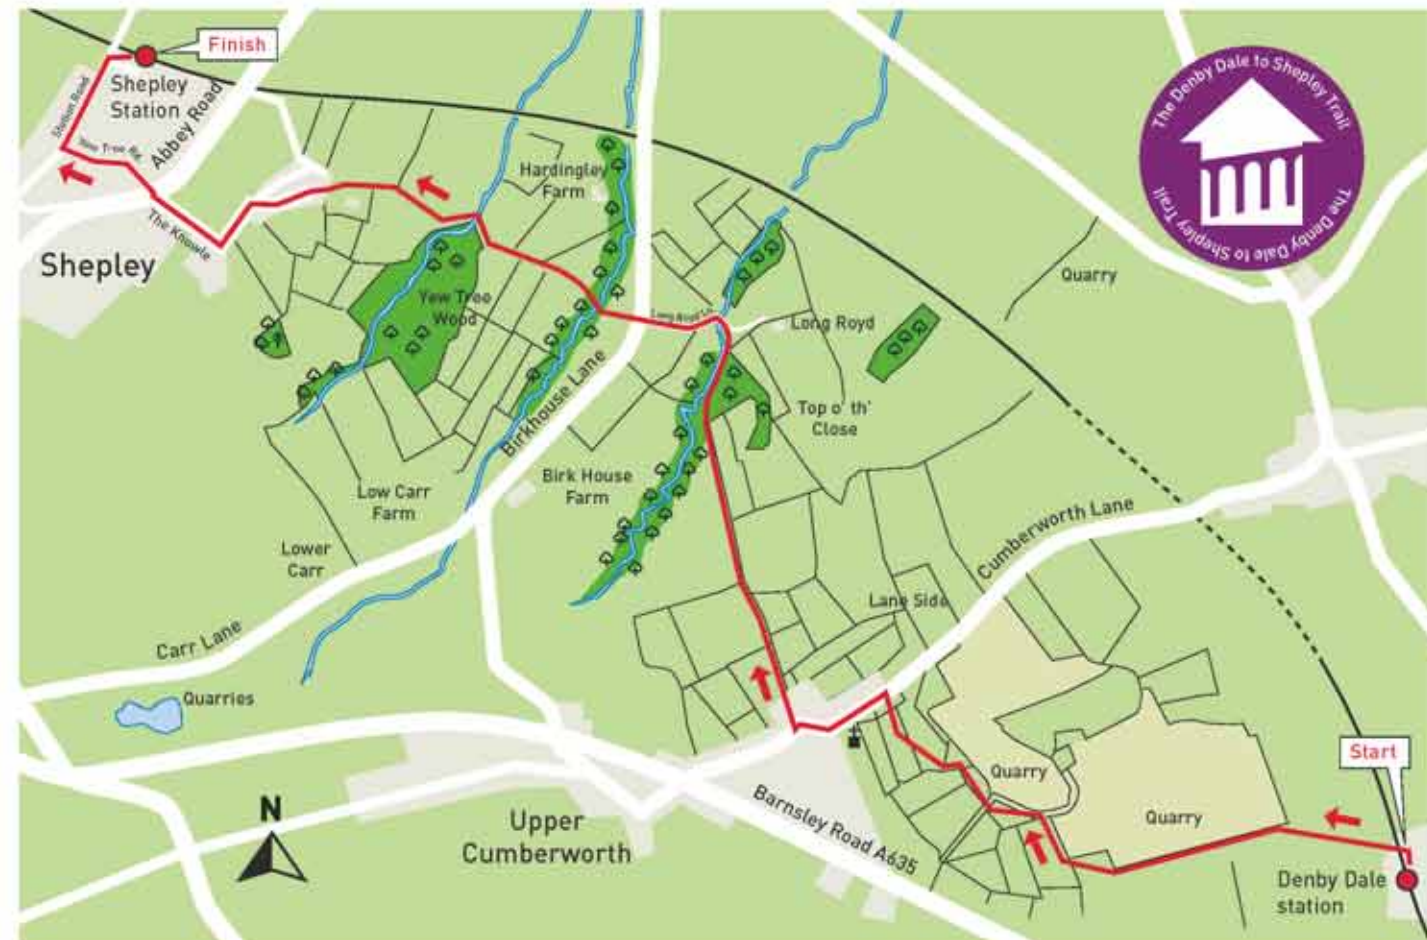 Finish
Shepley
Station
Station Road
Abbey Road
Yew Tree Rd.
The Knowle
Shepley
Hardingley
Farm
Yew Tree
Wood
Long Royd Ln
Long Royd
Quarry
Top o' th'
Close
Birkhouse Lane
Birk House
Farm
Low Carr
Farm
Lower
Carr
Carr Lane
Quarries
Cumberworth Lane
Lane Side
Quarry
Quarry
Start
Denby Dale
station
Barnsley Road A635
Upper
Cumberworth
N
The Denby Dale to Shepley Trail
The Denby Dale to Shepley Trail